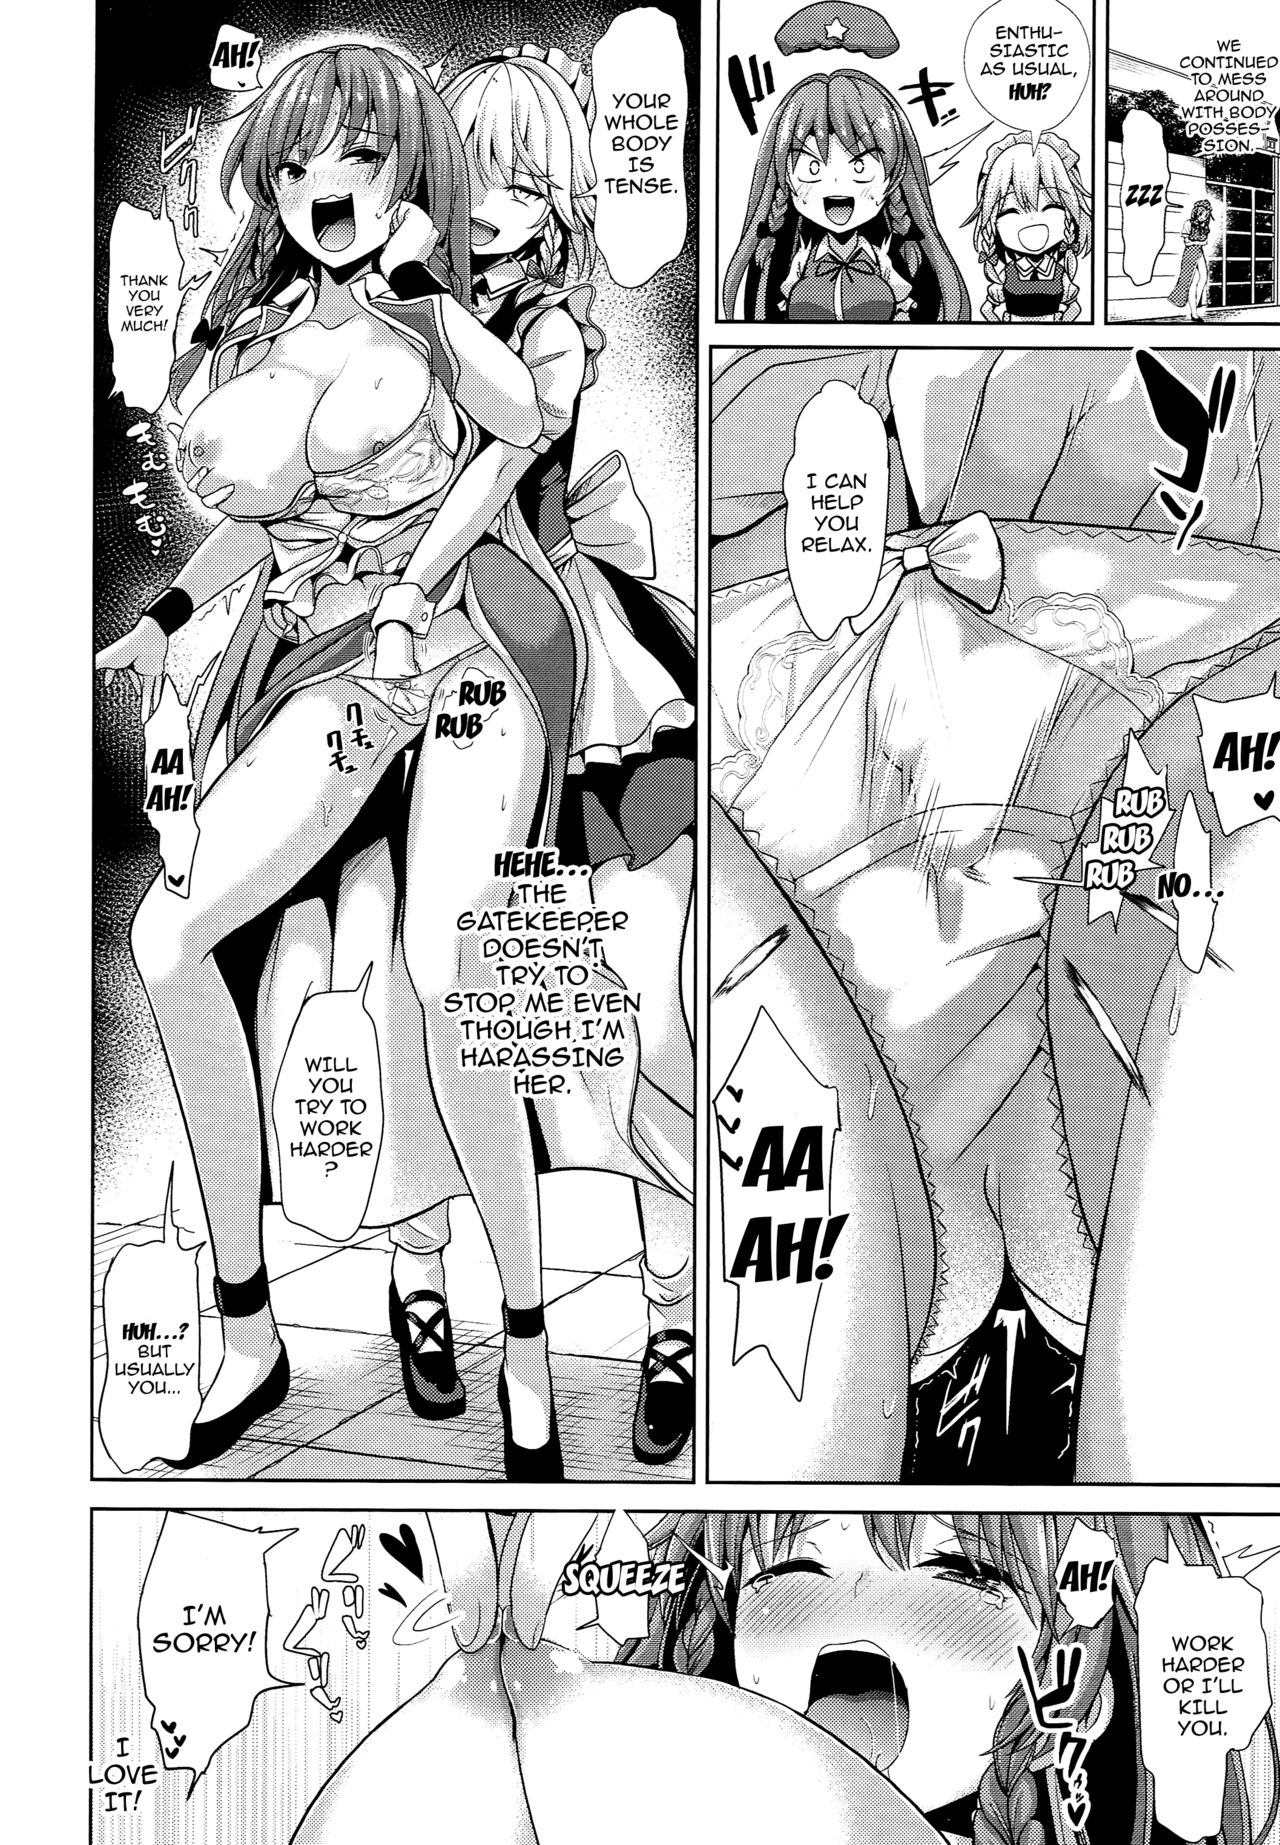 WE
CONTINUED
TO MESS
AROUND
WITH BODY
POSSES-
SION.
ZZZ
ENTHU-
SIASTIC
AS USUAL,
HUH?
I CAN
HELP
YOU
RELAX.
AH!
RUB
RUB
RUB
NO...
AA
AH!
YOUR
WHOLE
BODY
IS
TENSE.
AH!
THANK
YOU
VERY
MUCH!
RUB
RUB
クチュ
クチュ
AA
AH!
HEHE...
THE
GATEKEEPER
DOESN'T
TRY TO
STOP ME EVEN
THOUGH I'M
HARASSING
HER.
WILL
YOU
TRY TO
WORK
HARDER
?
HUH...?
BUT
USUALLY
YOU...
WORK
HARDER
OR I'LL
KILL
YOU.
AH!
SQUEEZE
I'M
SORRY!
I
LOVE
IT!